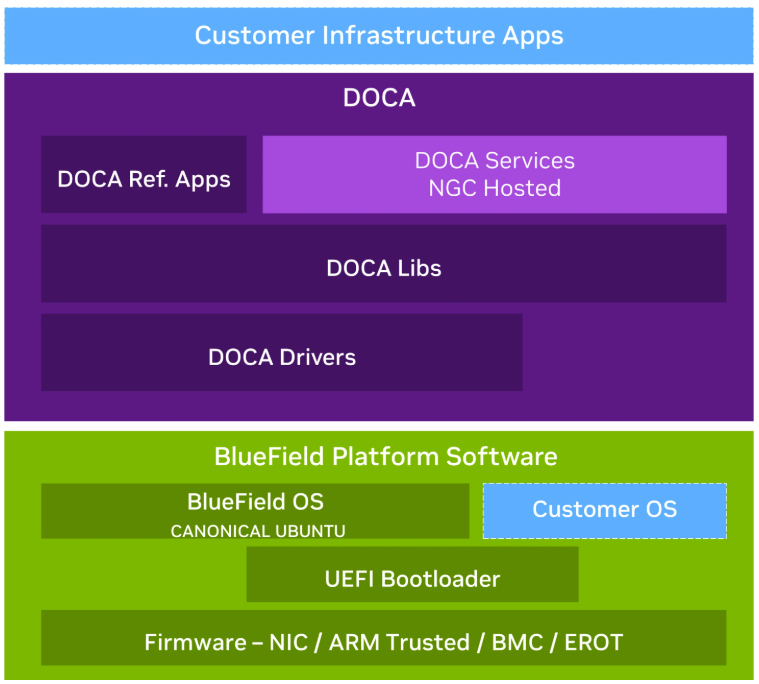 Customer Infrastructure Apps
DOCA
DOCA Ref. Apps
DOCA Services
NGC Hosted
DOCA Libs
DOCA Drivers
BlueField Platform Software
BlueField OS
CANONICAL UBUNTU
Customer OS
UEFI Bootloader
Firmware – NIC / ARM Trusted / BMC / EROT